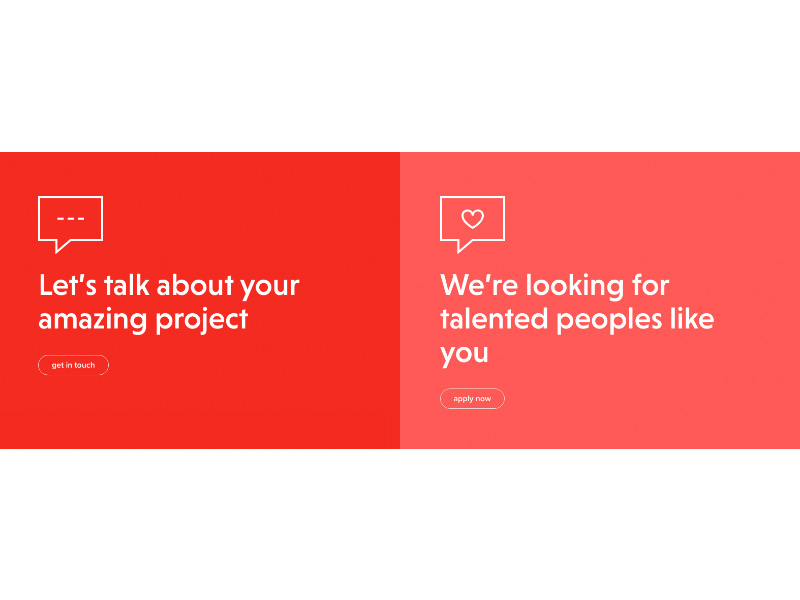 Let's talk about your
amazing project
get in touch
We're looking for
talented peoples like
you
apply now